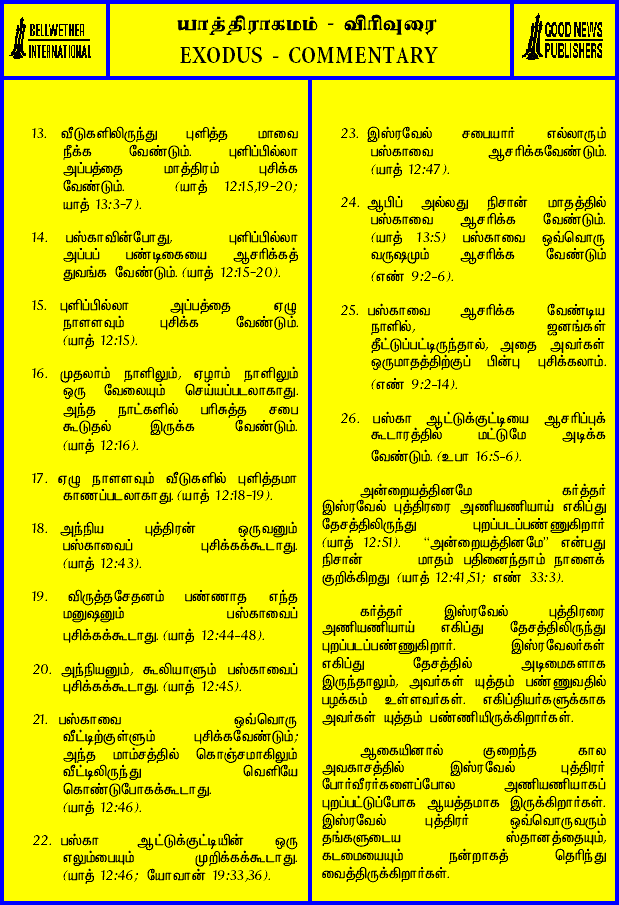 BELLWETHER
INTERNATIONAL
யாத்திராகமம் - விரிவுரை
EXODUS - COMMENTARY
GOOD NEWS
PUBLISHERS
13. வீடுகளிலிருந்து புளித்த மாவை
நீக்க வேண்டும். புளிப்பில்லா
அப்பத்தை மாத்திரம் புசிக்க
வேண்டும். (யாத் 12:15,19-20;
யாத் 13:3-7).
14. பஸ்காவின்போது, புளிப்பில்லா
அப்பப் பண்டிகையை ஆசரிக்கத்
துவங்க வேண்டும். (யாத் 12:15-20).
15. புளிப்பில்லா அப்பத்தை ஏழு
நாளளவும் புசிக்க வேண்டும்.
(யாத் 12:15).
16. முதலாம் நாளிலும், ஏழாம் நாளிலும்
ஒரு வேலையும் செய்யப்படலாகாது.
அந்த நாட்களில் பரிசுத்த சபை
கூடுதல் இருக்க வேண்டும்.
(யாத் 12:16).
17. ஏழு நாளளவும் வீடுகளில் புளித்தமா
காணப்படலாகாது. (யாத் 12:18-19).
18. அந்நிய புத்திரன் ஒருவனும்
பஸ்காவைப் புசிக்கக்கூடாது.
(யாத் 12:43).
19. விருத்தசேதனம் பண்ணாத எந்த
மனுஷனும் பஸ்காவைப்
புசிக்கக்கூடாது. (யாத் 12:44-48).
20. அந்நியனும், கூலியாளும் பஸ்காவைப்
புசிக்கக்கூடாது. (யாத் 12:45).
21. பஸ்காவை ஒவ்வொரு
வீட்டிற்குள்ளும் புசிக்கவேண்டும்;
அந்த மாம்சத்தில் கொஞ்சமாகிலும்
வீட்டிலிருந்து வெளியே
கொண்டுபோகக்கூடாது.
(யாத் 12:46).
22. பஸ்கா ஆட்டுக்குட்டியின் ஒரு
எலும்பையும் முறிக்கக்கூடாது.
(யாத் 12:46; யோவான் 19:33,36).
23. இஸ்ரவேல் சபையார் எல்லாரும்
பஸ்காவை ஆசரிக்கவேண்டும்.
(யாத் 12:47).
24. ஆபிப் அல்லது நிசான் மாதத்தில்
பஸ்காவை ஆசரிக்க வேண்டும்.
(யாத் 13:5) பஸ்காவை ஒவ்வொரு
வருஷமும் ஆசரிக்க வேண்டும்
(எண் 9:2-6).
25. பஸ்காவை ஆசரிக்க வேண்டிய
நாளில், ஜனங்கள்
தீட்டுப்பட்டிருந்தால், அதை அவர்கள்
ஒருமாதத்திற்குப் பின்பு புசிக்கலாம்.
(எண் 9:2-14).
26. பஸ்கா ஆட்டுக்குட்டியை ஆசரிப்புக்
கூடாரத்தில் மட்டுமே அடிக்க
வேண்டும். (உபா 16:5-6).
அன்றையத்தினமே கர்த்தர்
இஸ்ரவேல் புத்திரரை அணியணியாய் எகிப்து
தேசத்திலிருந்து புறப்படப்பண்ணுகிறார்
(யாத் 12:51). “அன்றையத்தினமே” என்பது
நிசான் மாதம் பதினைந்தாம் நாளைக்
குறிக்கிறது (யாத் 12:41,51; எண் 33:3).
கர்த்தர் இஸ்ரவேல் புத்திரரை
அணியணியாய் எகிப்து தேசத்திலிருந்து
புறப்படப்பண்ணுகிறார். இஸ்ரவேலர்கள்
எகிப்து தேசத்தில் அடிமைகளாக
இருந்தாலும், அவர்கள் யுத்தம் பண்ணுவதில்
பழக்கம் உள்ளவர்கள். எகிப்தியர்களுக்காக
அவர்கள் யுத்தம் பண்ணியிருக்கிறார்கள்.
ஆகையினால் குறைந்த கால
அவகாசத்தில் இஸ்ரவேல் புத்திரர்
போர்வீரர்களைப்போல அணியணியாகப்
புறப்பட்டுப்போக ஆயத்தமாக இருக்கிறார்கள்.
இஸ்ரவேல் புத்திரர் ஒவ்வொருவரும்
தங்களுடைய ஸ்தானத்தையும்,
கடமையையும் நன்றாகத் தெரிந்து
வைத்திருக்கிறார்கள்.